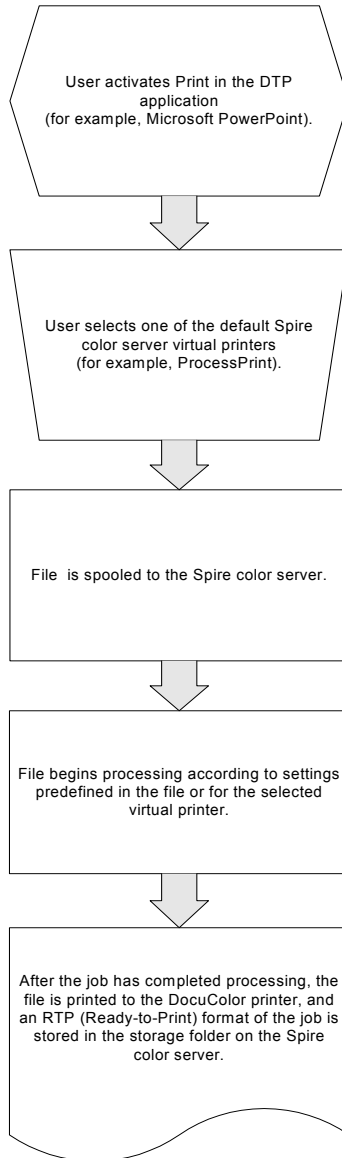 User activates Print in the DTP
application
(for example, Microsoft PowerPoint).
User selects one of the default Spire
color server virtual printers
(for example, ProcessPrint).
File is spooled to the Spire color server.
File begins processing according to settings
predefined in the file or for the selected
virtual printer.
After the job has completed processing, the
file is printed to the DocuColor printer, and
an RTP (Ready-to-Print) format of the job is
stored in the storage folder on the Spire
color server.